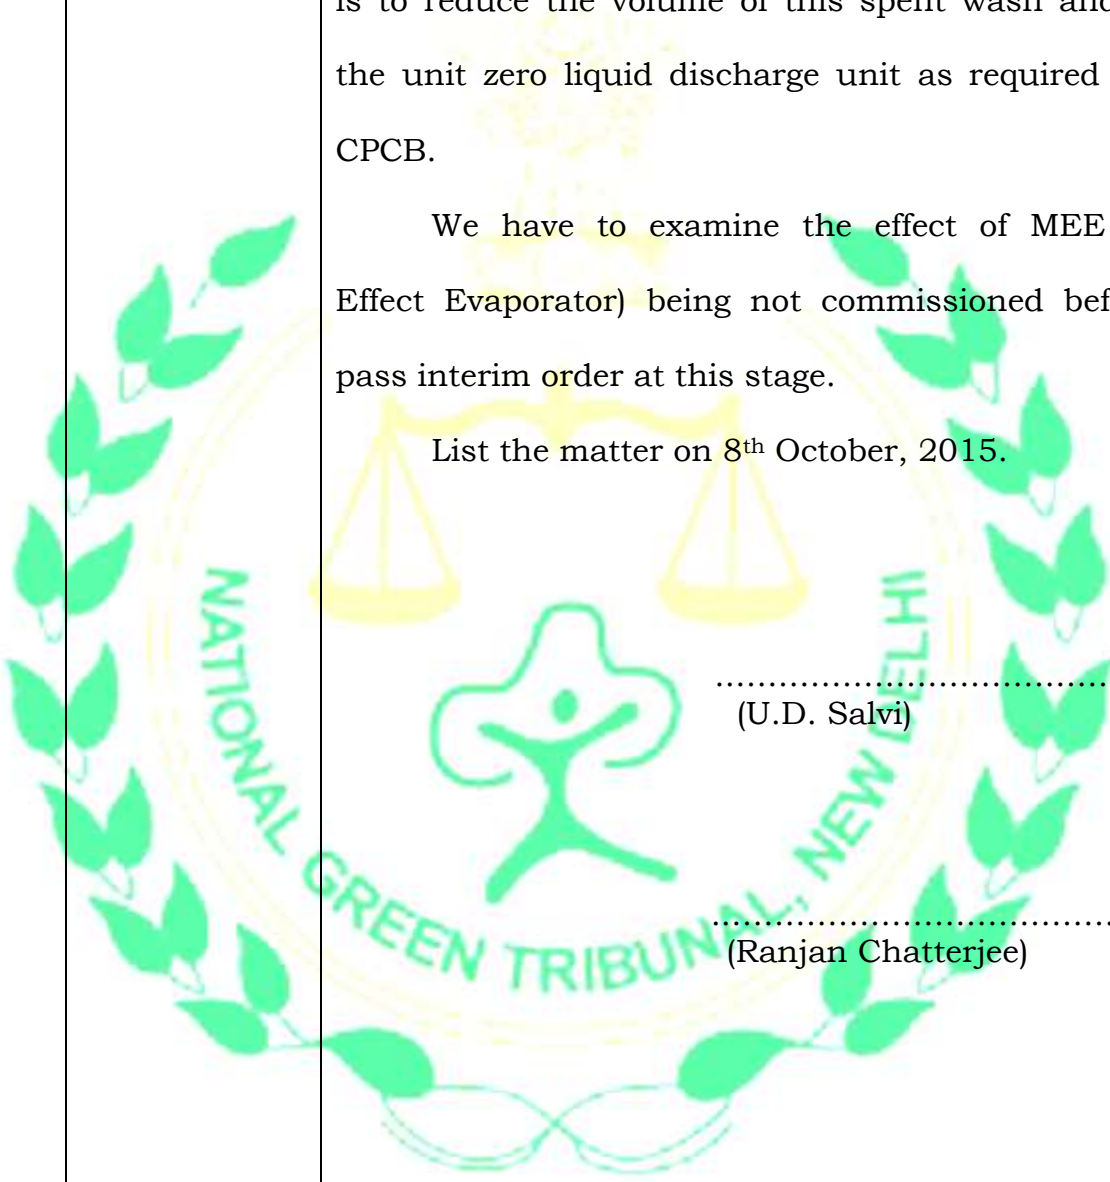 is to reduce the volume of this spent wash and
the unit zero liquid discharge unit as required
CPCB.
We have to examine the effect of MEE
Effect Evaporator) being not commissioned bef
pass interim order at this stage.
List the matter on 8th October, 2015.
......................................
(U.D. Salvi)
......................................
(Ranjan Chatterjee)
NATIONAL GREEN TRIBUNAL, NEW DELHI